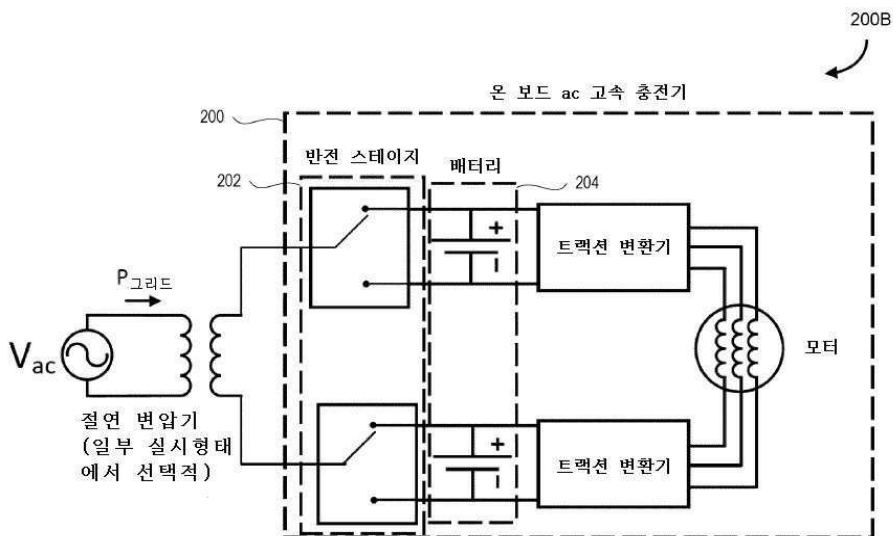 200B
온 보드 ac 고속 충전기
200
반전 스테이지
배터리
202
204
P그리드
Vac
절연 변압기
(일부 실시형태
에서 선택적)
트랙션 변환기
모터
트랙션 변환기